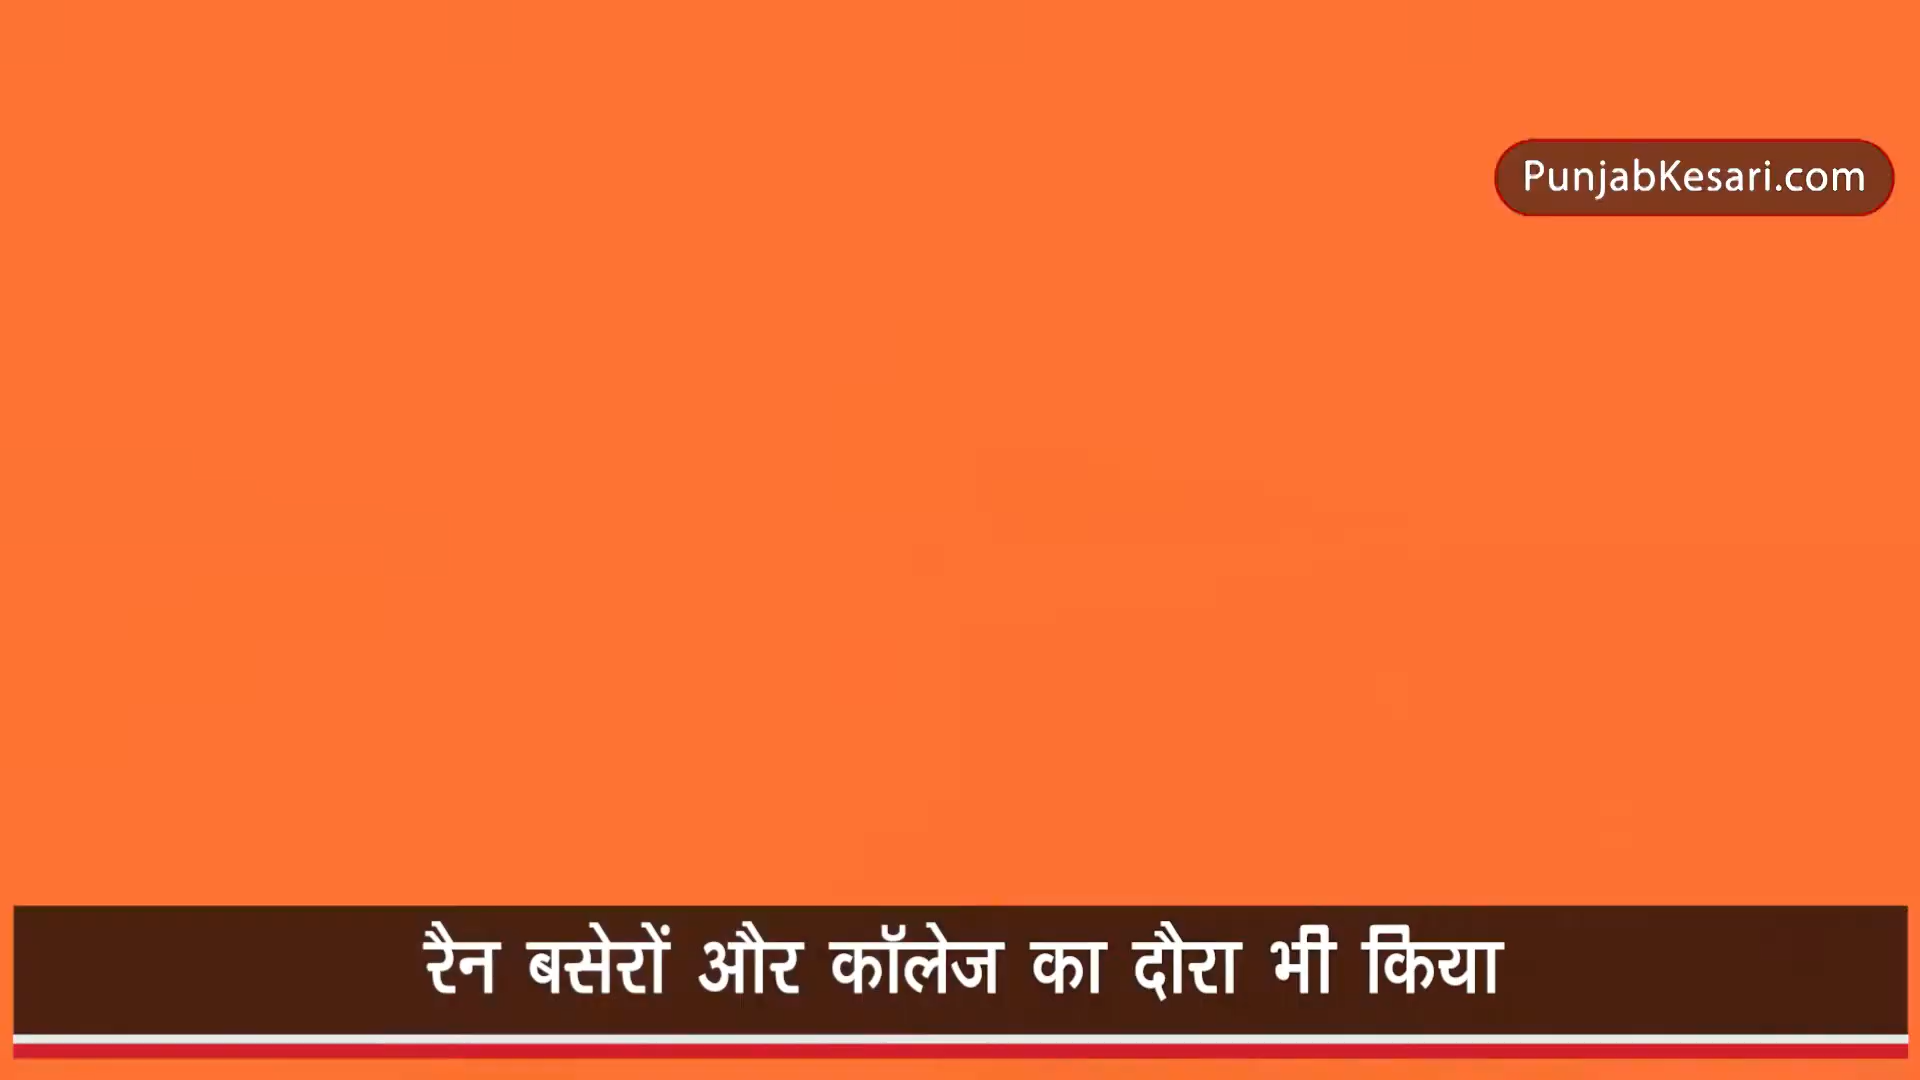 PunjabKesari.com
रैन बसेरों और कॉलेज का दौरा भी किया